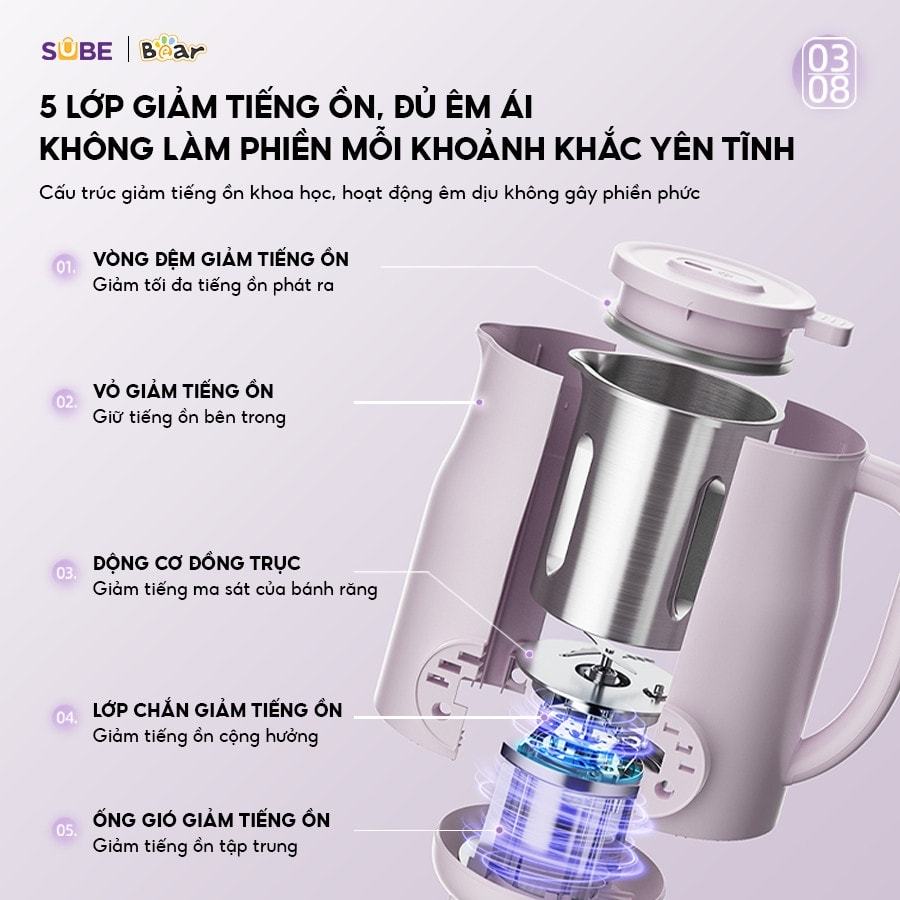 SUBE | Bear
03
08
5 LỚP GIẢM TIẾNG ỒN, ĐỦ ÊM ÁI
KHÔNG LÀM PHIỀN MỖI KHOẢNH KHẮC YÊN TĨNH
Cấu trúc giảm tiếng ồn khoa học, hoạt động êm dịu không gây phiền phức
01. VÒNG ĐỆM GIẢM TIẾNG ỒN
Giảm tối đa tiếng ồn phát ra
02. VỎ GIẢM TIẾNG ỒN
Giữ tiếng ồn bên trong
03. ĐỘNG CƠ ĐỒNG TRỤC
Giảm tiếng ma sát của bánh răng
04. LỚP CHẮN GIẢM TIẾNG ỒN
Giảm tiếng ồn cộng hưởng
05. ỐNG GIÓ GIẢM TIẾNG ỒN
Giảm tiếng ồn tập trung